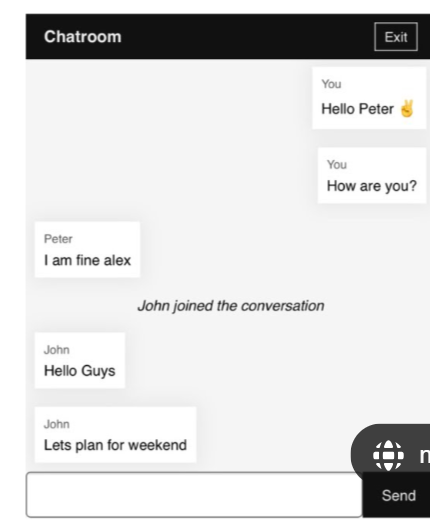 Chatroom
Exit
You
Hello Peter ✌
You
How are you?
Peter
I am fine alex
John joined the conversation
John
Hello Guys
John
Lets plan for weekend
Send